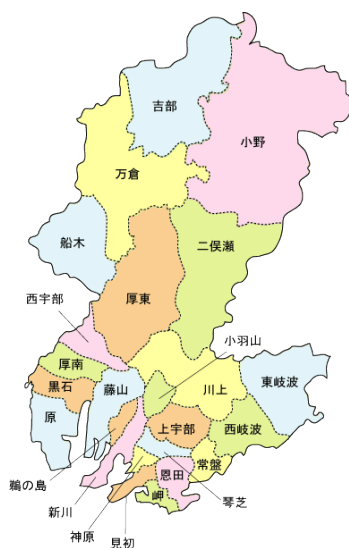 吉部
小野
万倉
船木
二俣瀬
厚東
西宇部
小羽山
厚南
黒石
藤山
川上
東岐波
原
上宇部
西岐波
鵜の島
恩田
常盤
琴芝
新川
岬
神原
見初